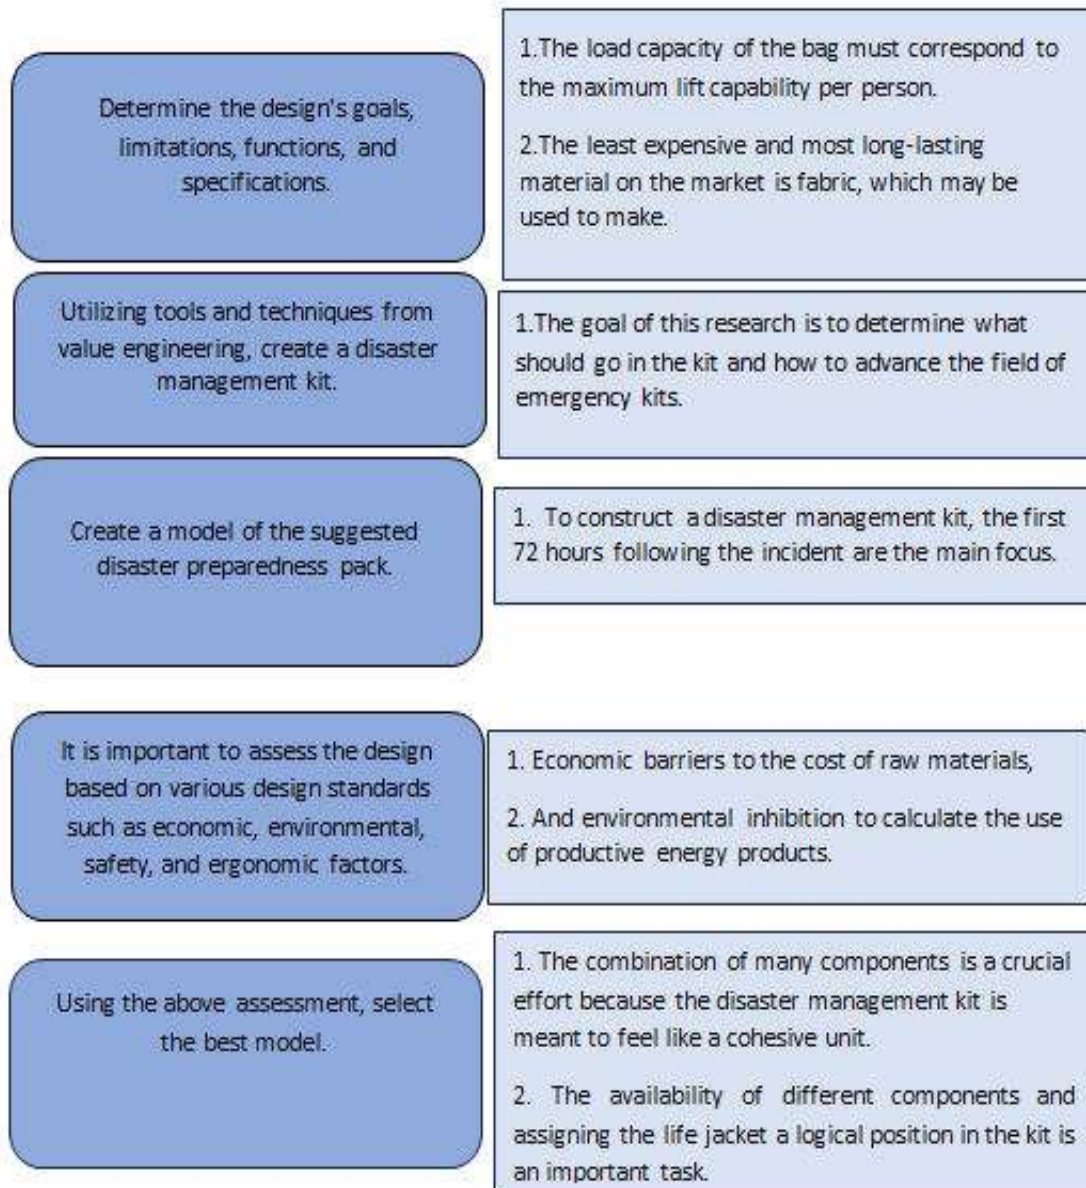 Determine the design's goals,
limitations, functions, and
specifications.
1.The load capacity of the bag must correspond to
the maximum lift capability per person.
2.The least expensive and most long-lasting
material on the market is fabric, which may be
used to make.
Utilizing tools and techniques from
value engineering, create a disaster
management kit.
1.The goal of this research is to determine what
should go in the kit and how to advance the field of
emergency kits.
Create a model of the suggested
disaster preparedness pack.
1. To construct a disaster management kit, the first
72 hours following the incident are the main focus.
It is important to assess the design
based on various design standards
such as economic, environmental,
safety, and ergonomic factors.
1. Economic barriers to the cost of raw materials,
2. And environmental inhibition to calculate the use
of productive energy products.
Using the above assessment, select
the best model.
1. The combination of many components is a crucial
effort because the disaster management kit is
meant to feel like a cohesive unit.
2. The availability of different components and
assigning the life jacket a logical position in the kit is
an important task.